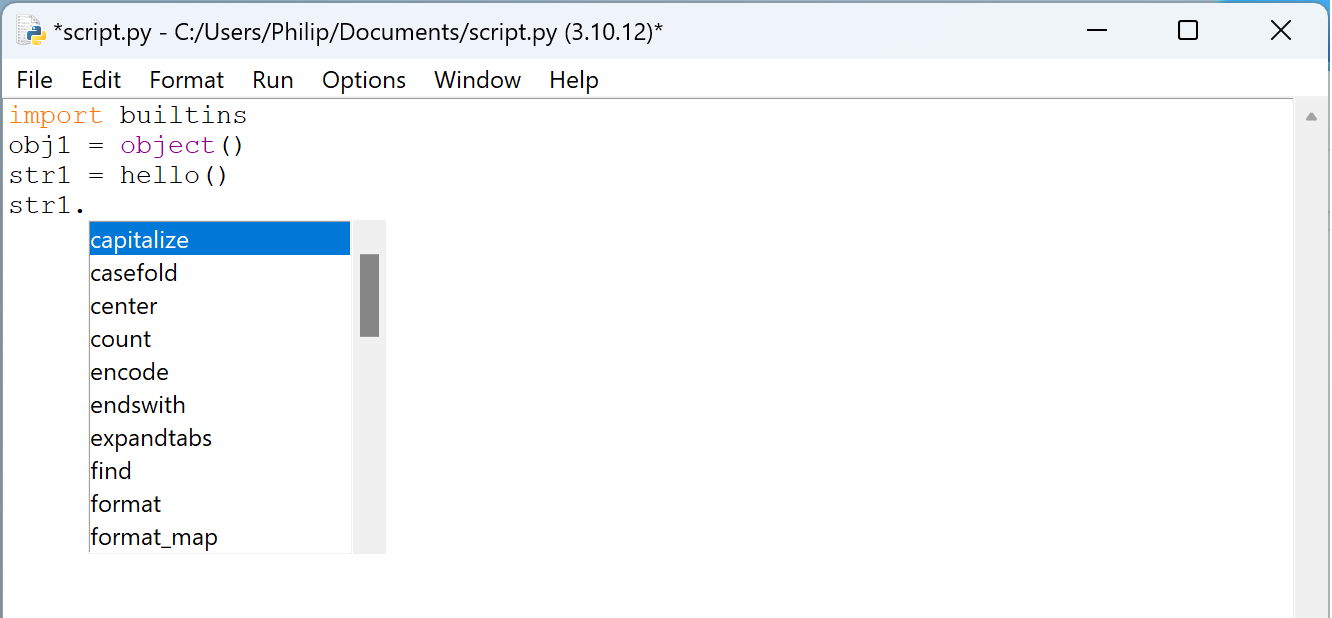 *script.py - C:/Users/Philip/Documents/script.py (3.10.12)*
File Edit Format Run Options Window Help
import builtins
obj1 = object()
str1 = hello()
str1.
capitalize
casefold
center
count
encode
endswith
expandtabs
find
format
format_map